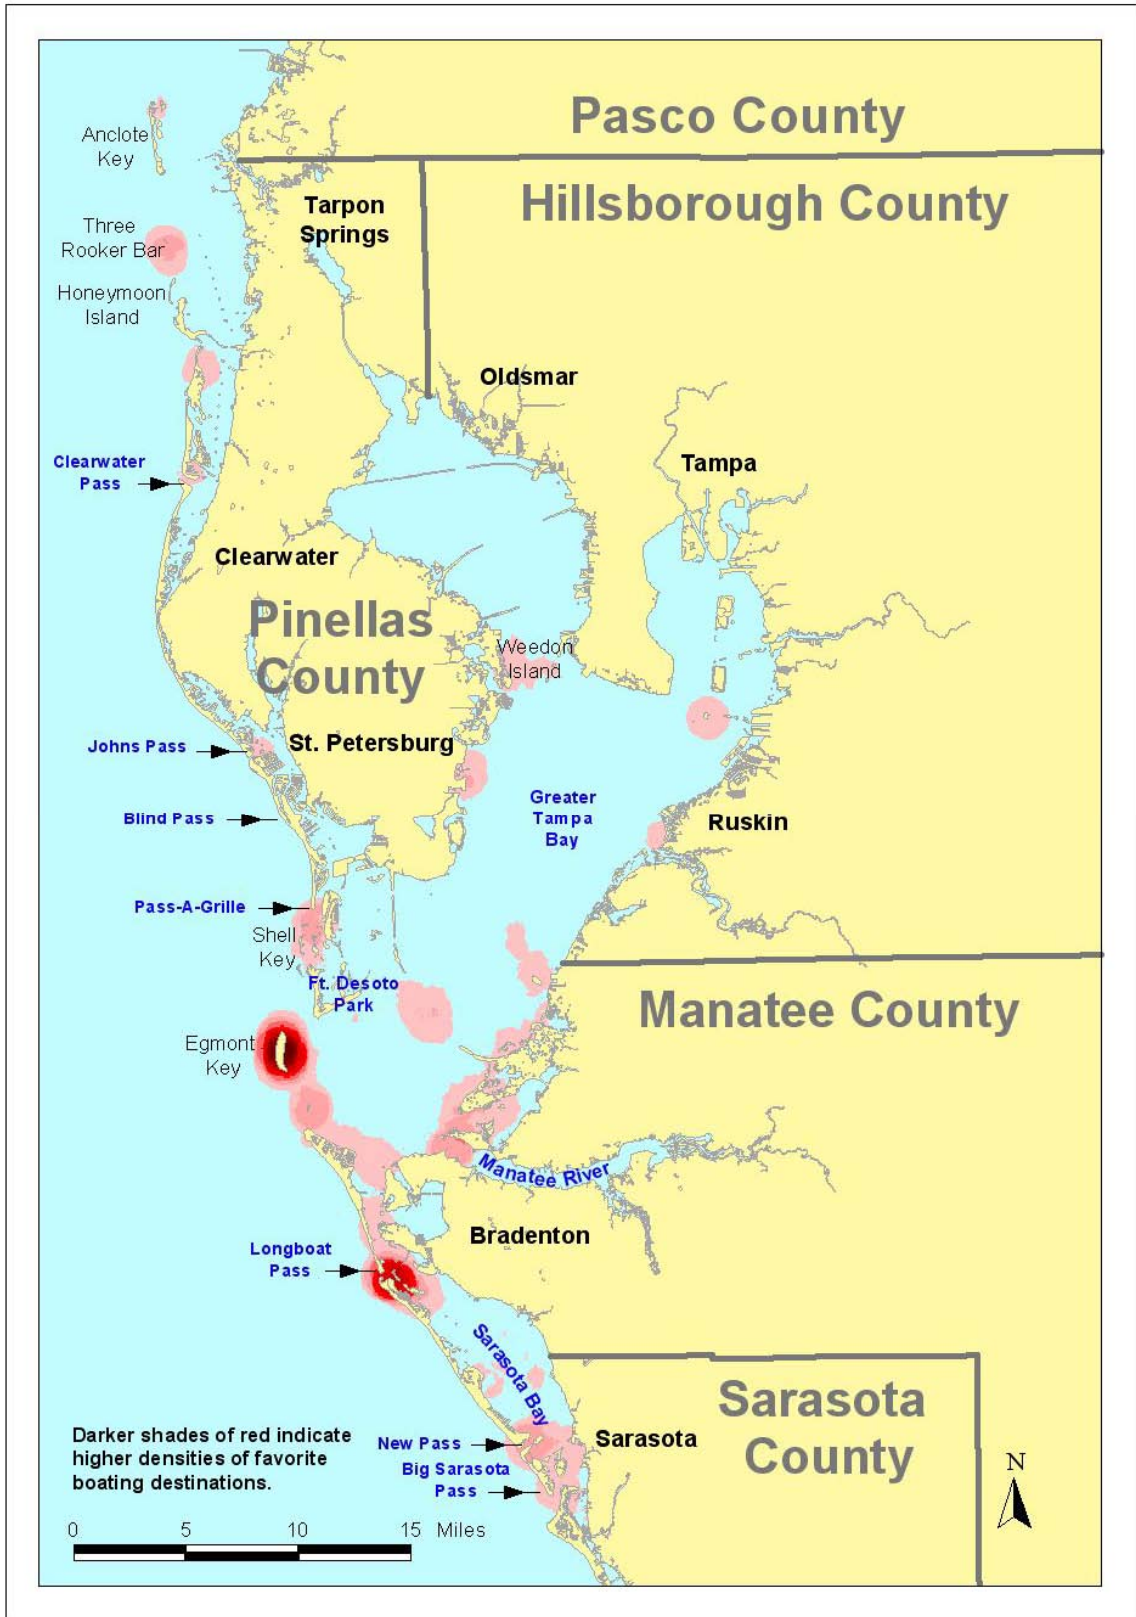 Pasco County
Anclote
Key
Hillsborough County
Tarpon
Springs
Three
Rooker Bar
Honeymoon
Island
Oldsmar
Clearwater
Pass
Tampa
Clearwater
Pinellas
County
Weedon
Island
Johns Pass
St. Petersburg
Greater
Tampa
Bay
Blind Pass
Ruskin
Pass-A-Grille
Shell
Key
Ft. Desoto
Park
Manatee County
Egmont
Key
Manatee River
Bradenton
Longboat
Pass
Sarasota Bay
Sarasota
County
Darker shades of red indicate
higher densities of favorite
boating destinations.
New Pass
Sarasota
Big Sarasota
Pass
N
0 5 10 15 Miles